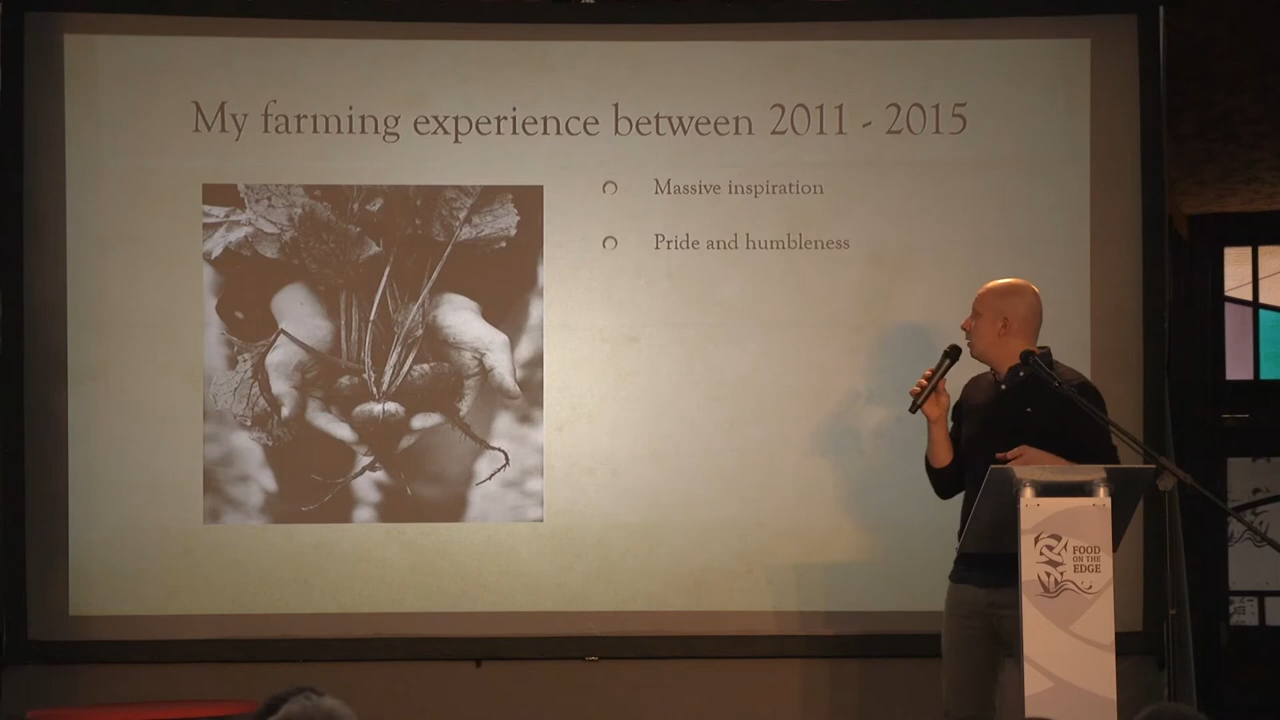 My farming experience between 2011 - 2015
Massive inspiration
Pride and humbleness
FOOD
ON THE
EDGE